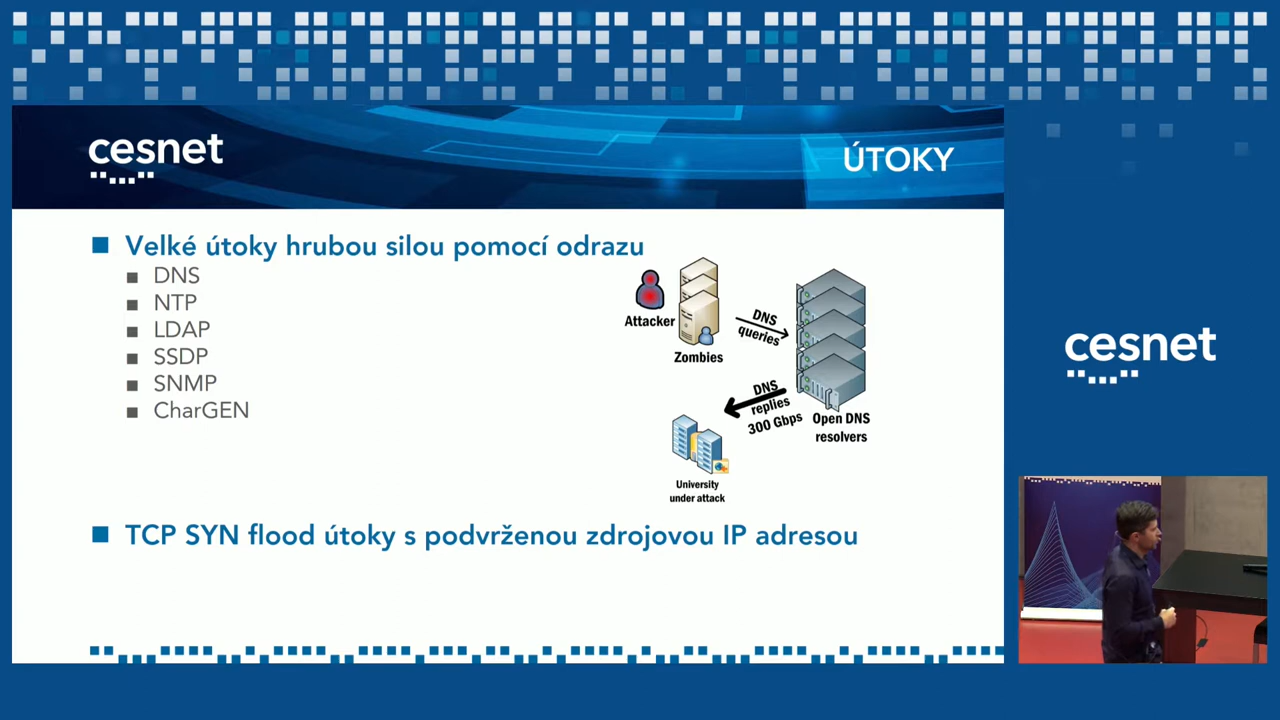 cesnet
ÚTOKY
Velké útoky hrubou silou pomocí odrazu
DNS
NTP
LDAP
SSDP
SNMP
CharGEN
Attacker
Zombies
DNS
queries
DNS
replies
300 Gbps
Open DNS
resolvers
University
under attack
TCP SYN flood útoky s podvrženou zdrojovou IP adresou
cesnet